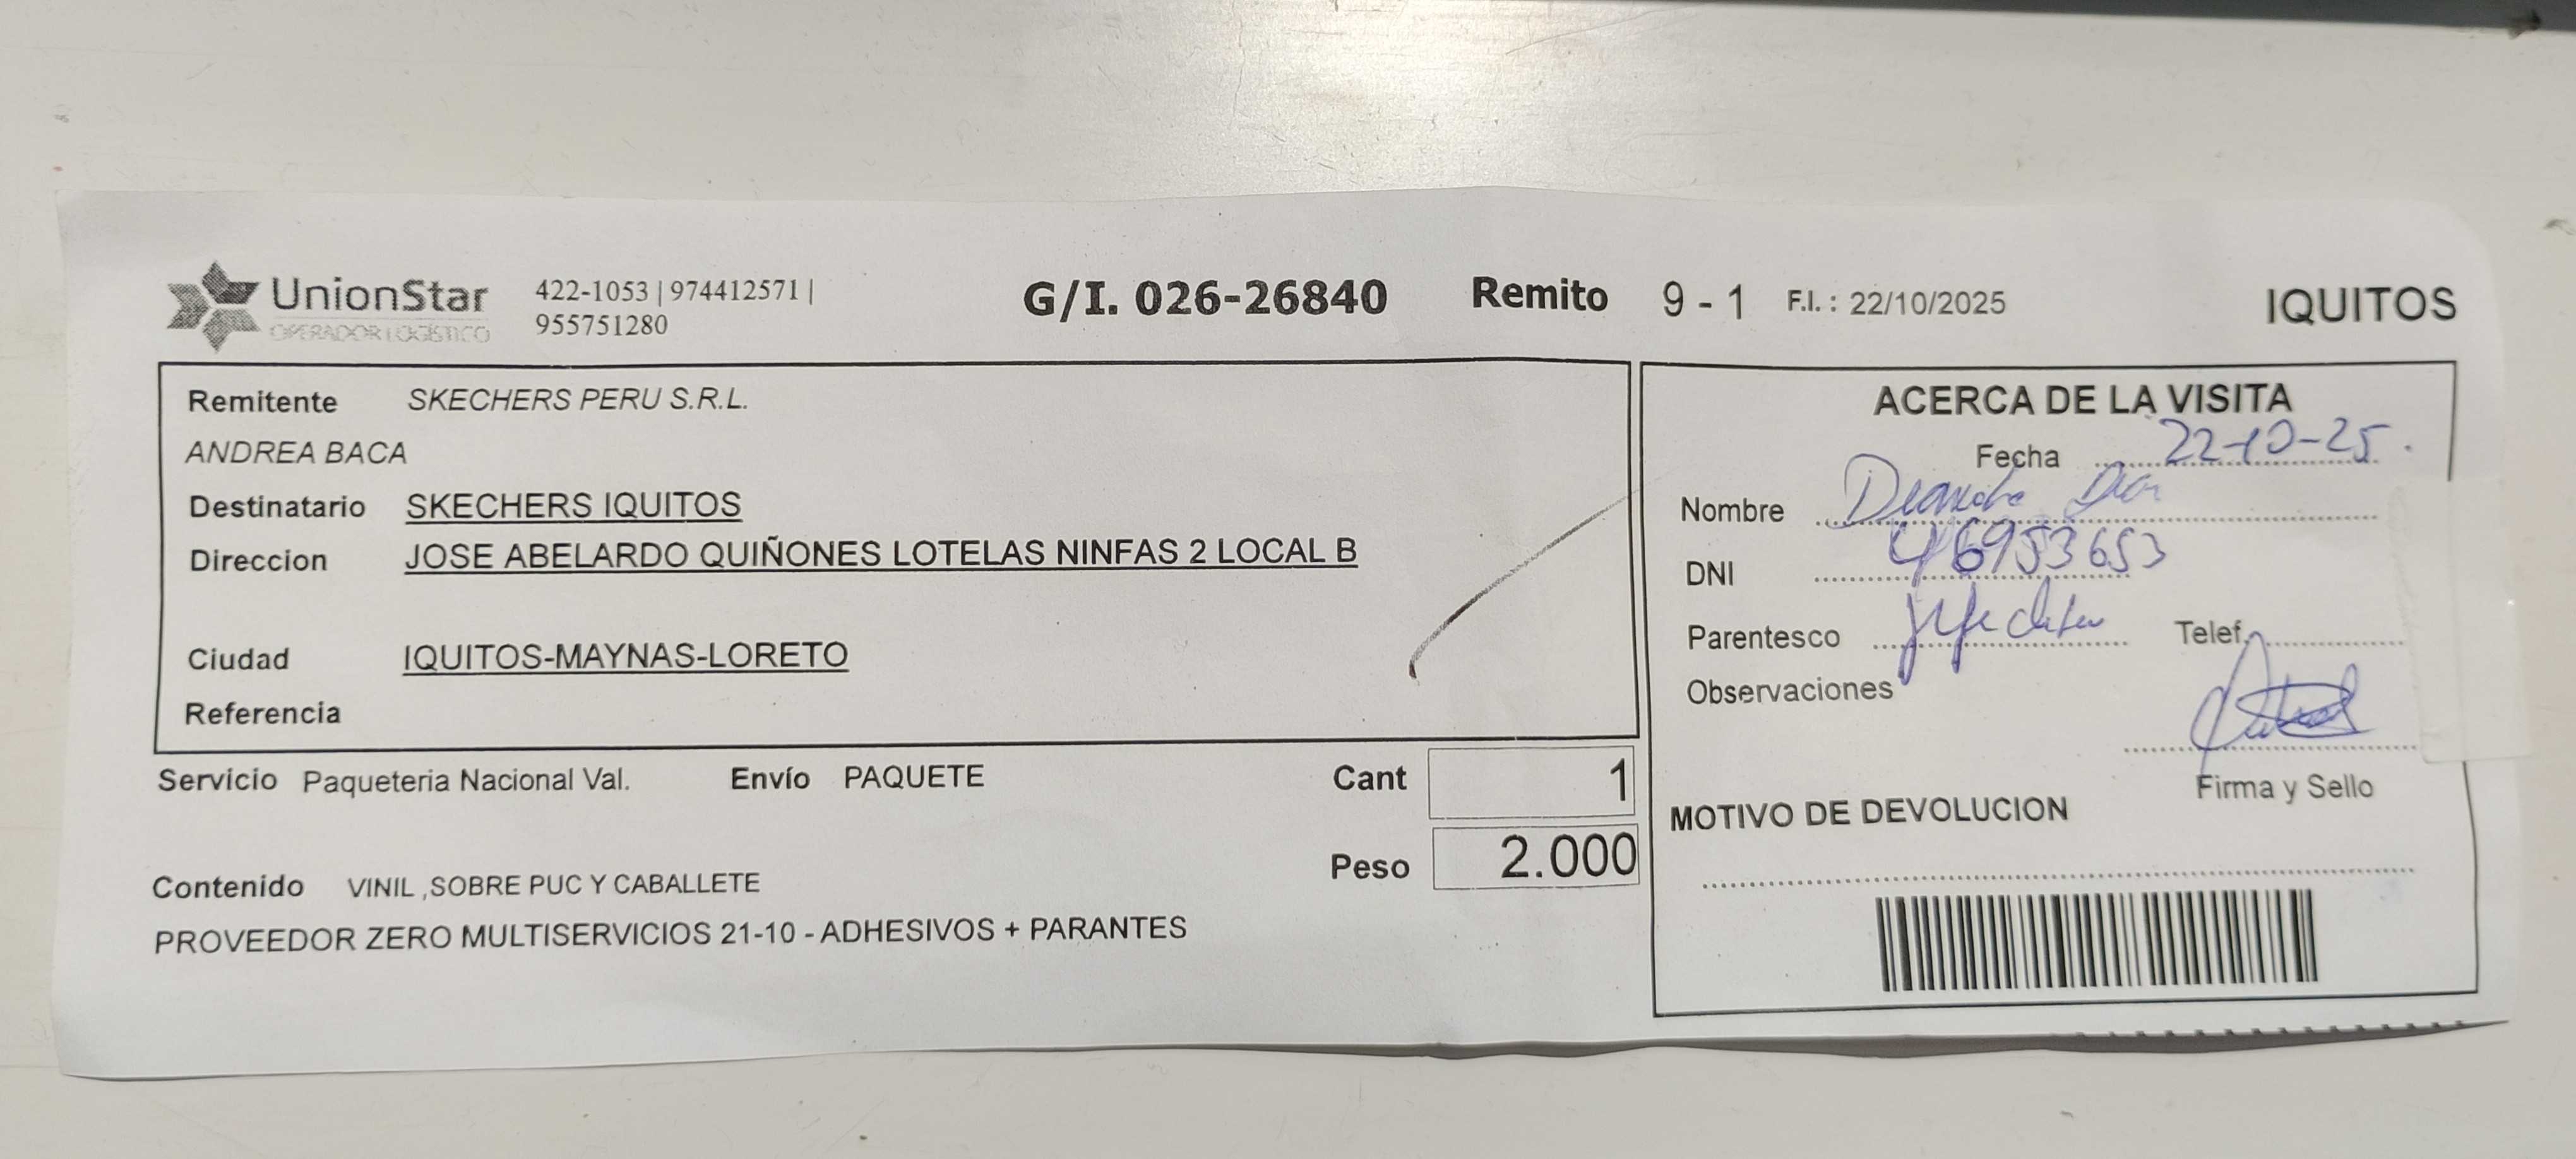 UnionStar
OPERADOR LOGÍSTICO
422-1053 | 974412571 |
955751280
G/I. 026-26840 Remito 9 - 1 F.I. : 22/10/2025 IQUITOS
Remitente SKECHERS PERU S.R.L.
ANDREA BACA
Destinatario SKECHERS IQUITOS
Direccion JOSE ABELARDO QUIÑONES LOTELAS NINFAS 2 LOCAL B
Ciudad IQUITOS-MAYNAS-LORETO
Referencia
Servicio Paqueteria Nacional Val. Envío PAQUETE Cant 1
Peso 2.000
Contenido VINIL ,SOBRE PUC Y CABALLETE
PROVEEDOR ZERO MULTISERVICIOS 21-10 - ADHESIVOS + PARANTES
ACERCA DE LA VISITA
Fecha 22-10-25.
Nombre
DNI 46953653
Parentesco Telef.
Observaciones
Firma y Sello
MOTIVO DE DEVOLUCION